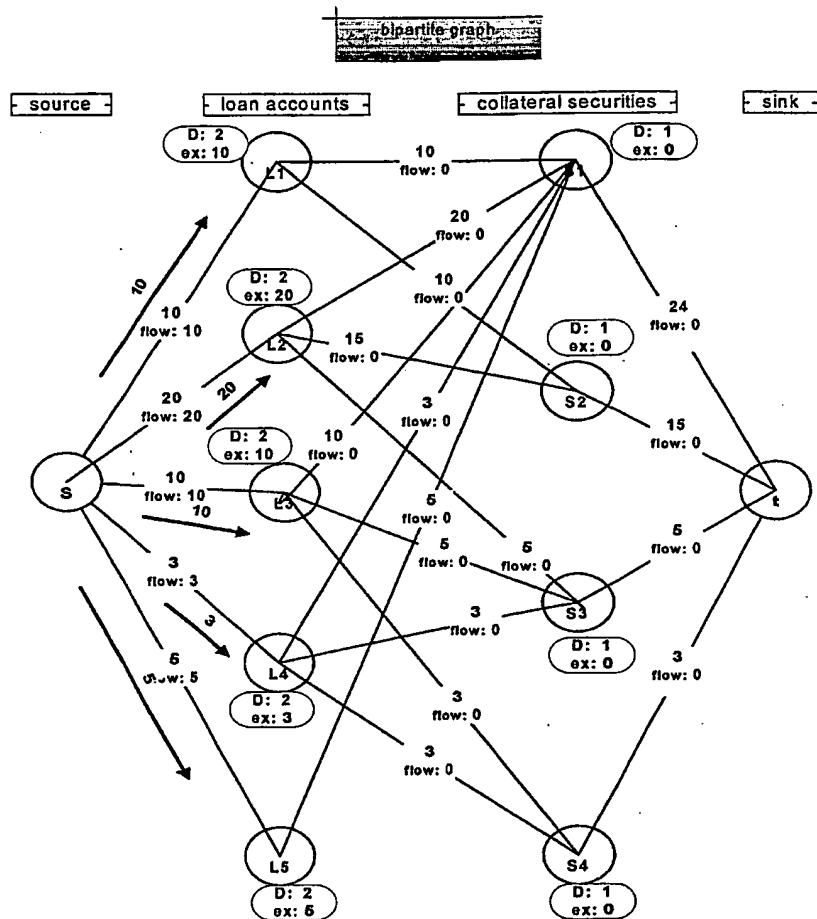 bipartite graph
source
loan accounts
collateral securities
sink
D: 2
ex: 10
L1
10
flow: 0
D: 1
ex: 0
20
flow: 0
10
10
flow: 10
D: 2
ex: 20
L2
10
flow: 0
24
flow: 0
D: 1
ex: 0
S2
15
flow: 0
20
flow: 20
20
3
flow: 0
15
flow: 0
D: 2
ex: 10
L3
10
flow: 0
S
10
flow: 10
10
t
5
flow: 0
5
flow: 0
5
flow: 0
5
flow: 0
3
flow: 3
3
S3
D: 1
ex: 0
3
flow: 0
L4
D: 2
ex: 3
5
flow: 5
5
3
flow: 0
3
flow: 0
3
flow: 0
L5
D: 2
ex: 5
S4
D: 1
ex: 0